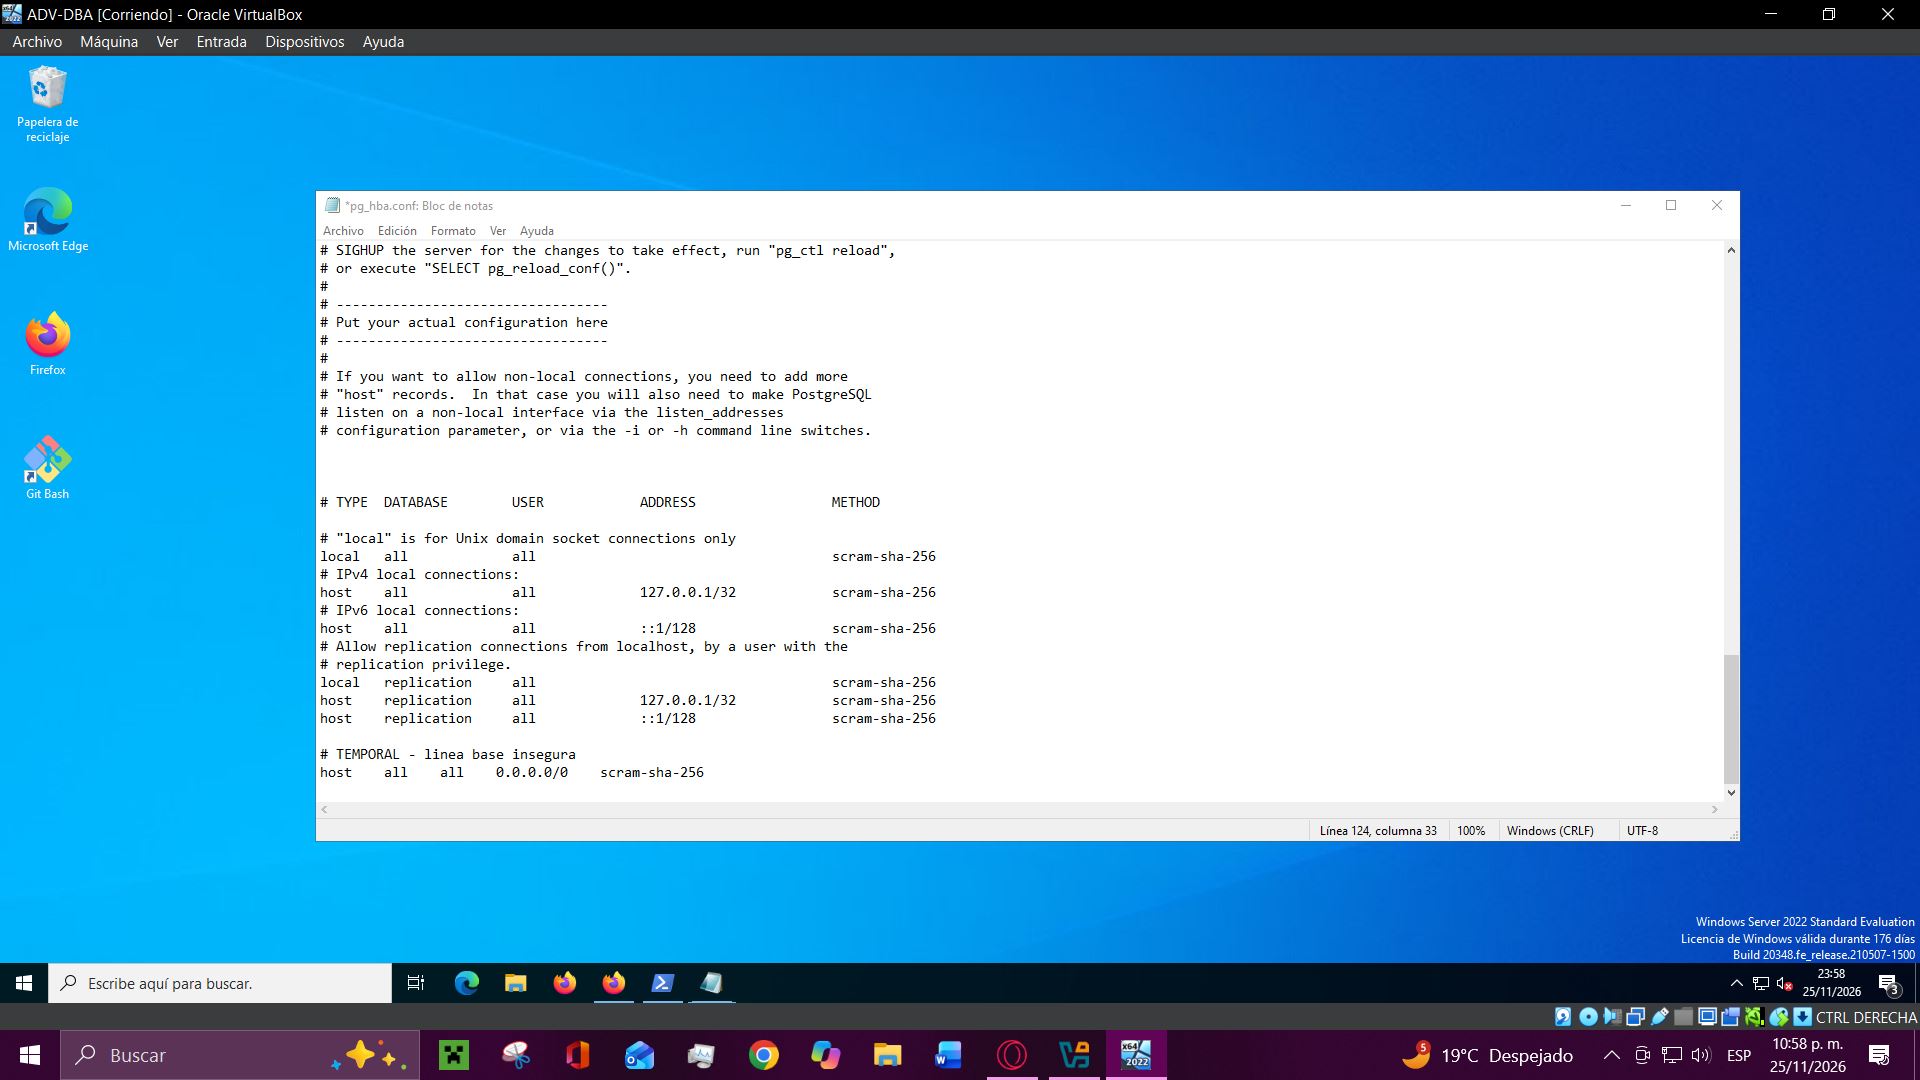 ADV-DBA [Corriendo] - Oracle VirtualBox
Archivo Máquina Ver Entrada Dispositivos Ayuda
Papelera de
reciclaje
Microsoft Edge
Firefox
Git Bash
*pg_hba.conf: Bloc de notas
Archivo Edición Formato Ver Ayuda
# SIGHUP the server for the changes to take effect, run "pg_ctl reload",
# or execute "SELECT pg_reload_conf()".
#
# ----------------------------------
# Put your actual configuration here
# ----------------------------------
#
# If you want to allow non-local connections, you need to add more
# "host" records.  In that case you will also need to make PostgreSQL
# listen on a non-local interface via the listen_addresses
# configuration parameter, or via the -i or -h command line switches.
# TYPE  DATABASE        USER            ADDRESS                 METHOD
# "local" is for Unix domain socket connections only
local   all             all                                     scram-sha-256
# IPv4 local connections:
host    all             all             127.0.0.1/32            scram-sha-256
# IPv6 local connections:
host    all             all             ::1/128                 scram-sha-256
# Allow replication connections from localhost, by a user with the
# replication privilege.
local   replication     all                                     scram-sha-256
host    replication     all             127.0.0.1/32            scram-sha-256
host    replication     all             ::1/128                 scram-sha-256
# TEMPORAL - linea base insegura
host    all    all    0.0.0.0/0    scram-sha-256
Línea 124, columna 33 100% Windows (CRLF) UTF-8
Windows Server 2022 Standard Evaluation
Licencia de Windows válida durante 176 días
Build 20348.fe_release.210507-1500
Escribe aquí para buscar.
23:58
25/11/2026
3
CTRL DERECHA
Buscar
5
19°C Despejado
ESP
10:58 p. m.
25/11/2026
x64
2022